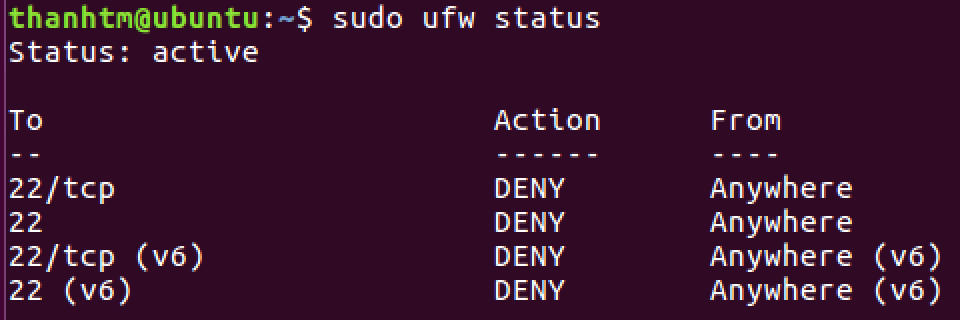 thanhtm@ubuntu:~$ sudo ufw status
Status: active
To Action From
-- ------ ----
22/tcp DENY Anywhere
22 DENY Anywhere
22/tcp (v6) DENY Anywhere (v6)
22 (v6) DENY Anywhere (v6)